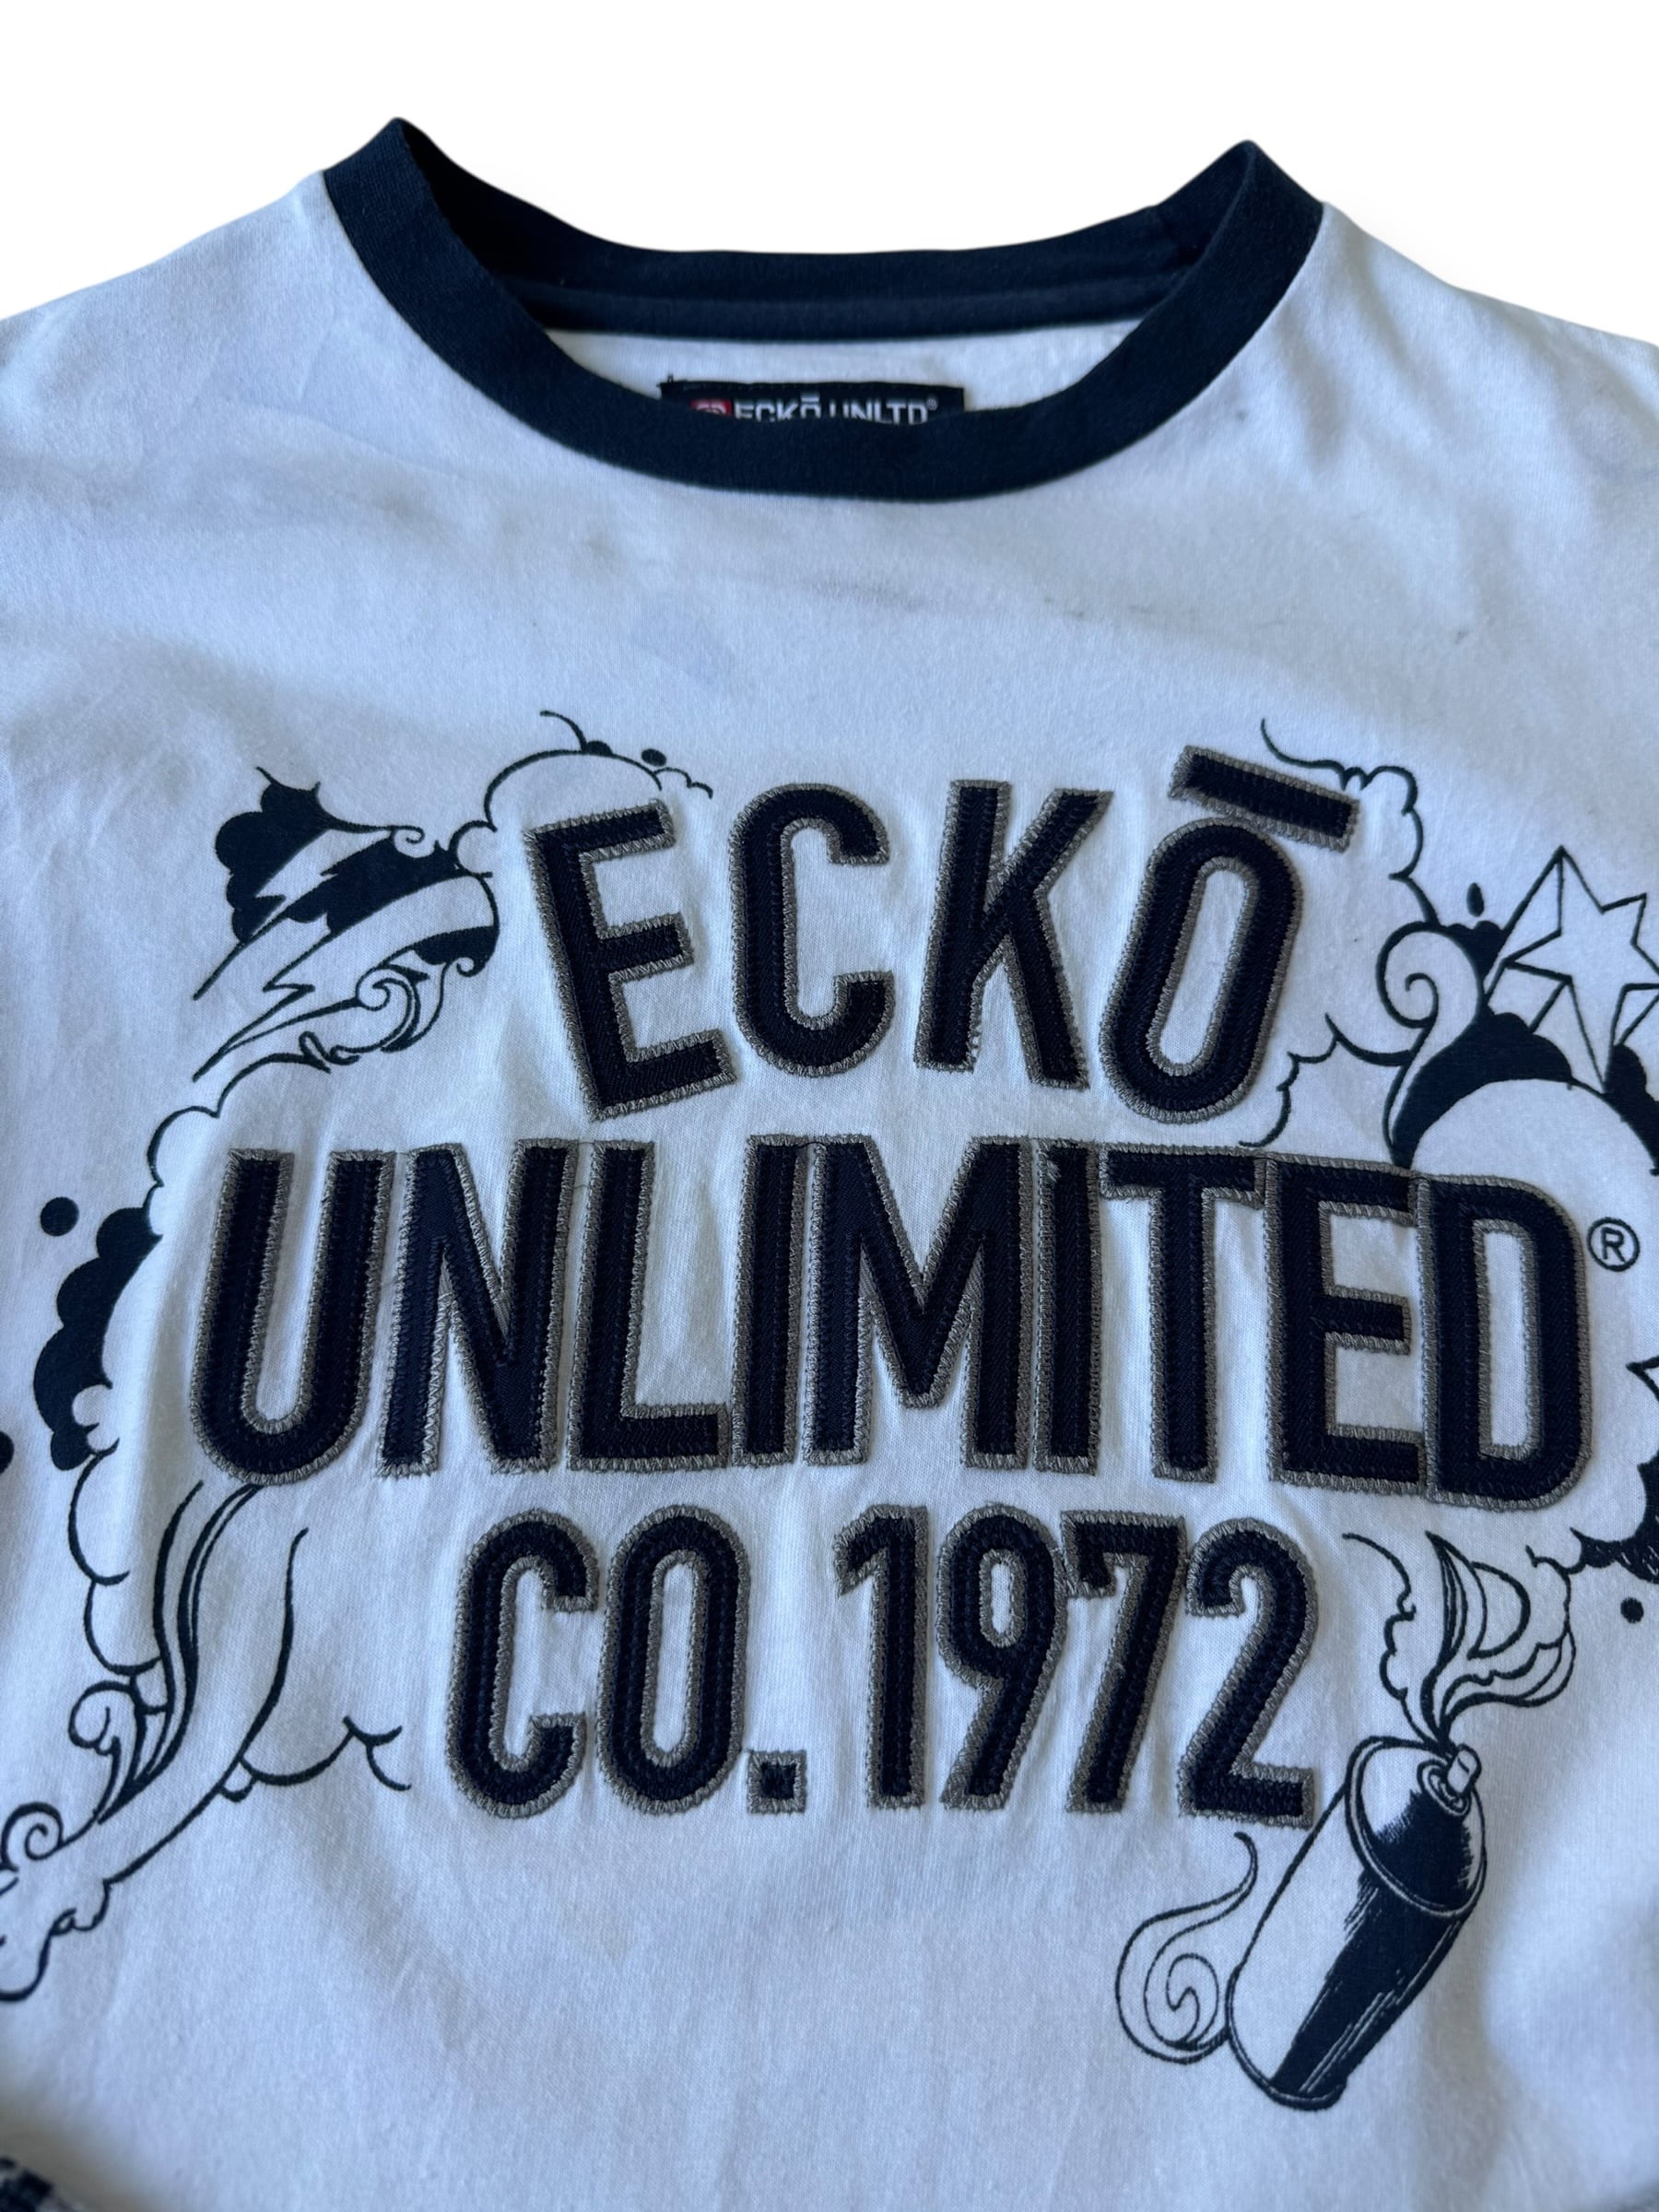 ECKŌ UNLTD®
ECKŌ
UNLIMITED®
CO. 1972